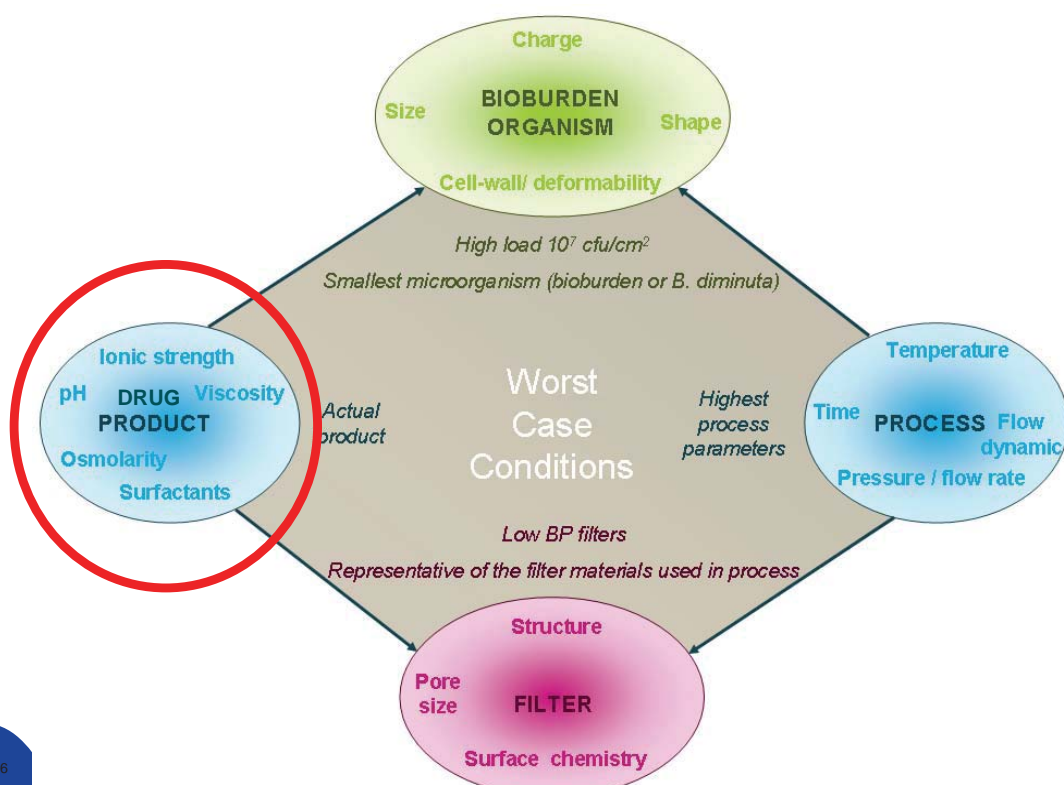 Charge
BIOBURDEN
ORGANISM
Size
Shape
Cell-wall/ deformability
High load 10⁷ cfu/cm²
Smallest microorganism (bioburden or B. diminuta)
Ionic strength
pH
DRUG
PRODUCT
Viscosity
Osmolarity
Surfactants
Actual
product
Worst
Case
Conditions
Highest
process
parameters
Temperature
Time
PROCESS
Flow
dynamic
Pressure / flow rate
Low BP filters
Representative of the filter materials used in process
Structure
Pore
size
FILTER
Surface chemistry
6